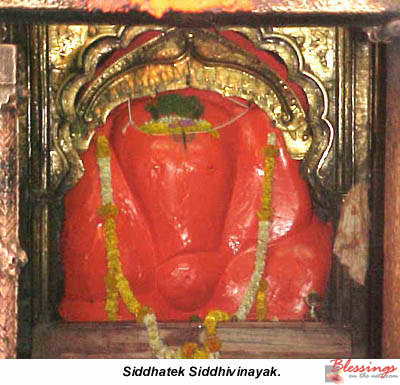 Siddhatek Siddhivinayak.
Blessings
on the net.com